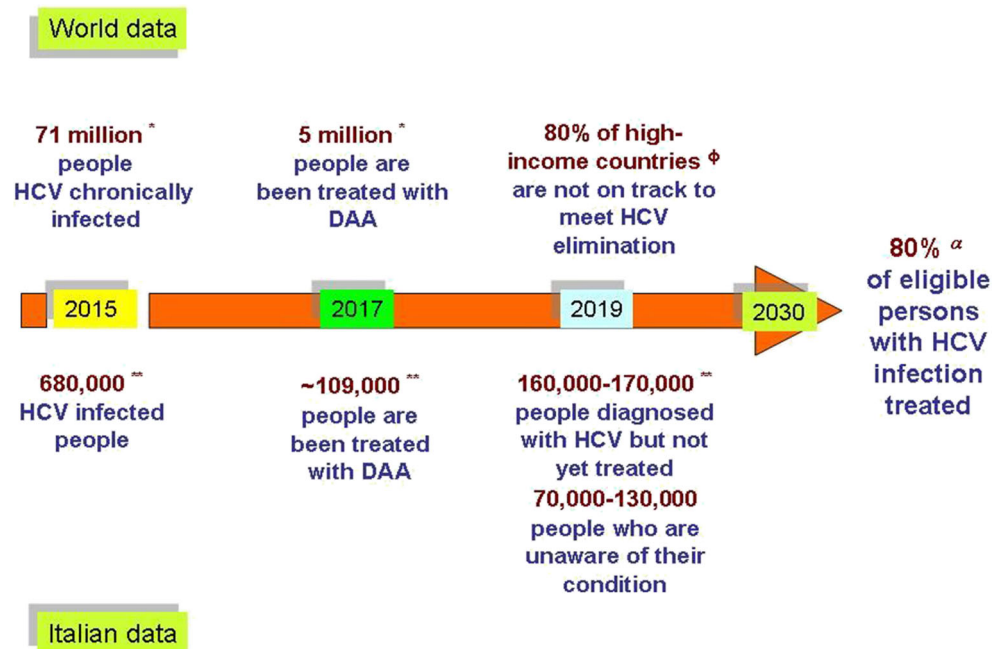 World data
71 million *
people
HCV chronically
infected
5 million *
people are
been treated with
DAA
80% of high-
income countries ϕ
are not on track to
meet HCV
elimination
2015
2017
2019
2030
80% α
of eligible
persons
with HCV
infection
treated
680,000 **
HCV infected
people
~109,000 **
people are
been treated
with DAA
160,000-170,000 **
people diagnosed
with HCV but not
yet treated
70,000-130,000
people who are
unaware of their
condition
Italian data